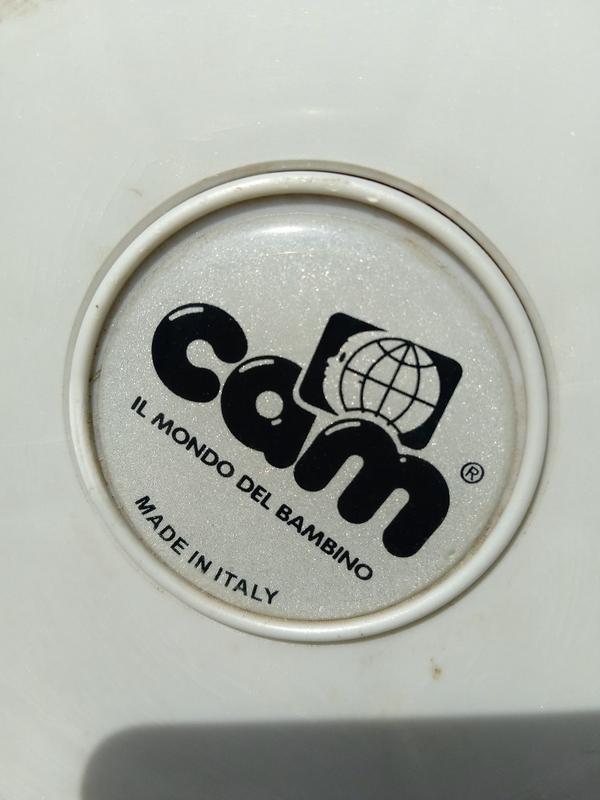 cam
®
IL MONDO DEL BAMBINO
MADE IN ITALY